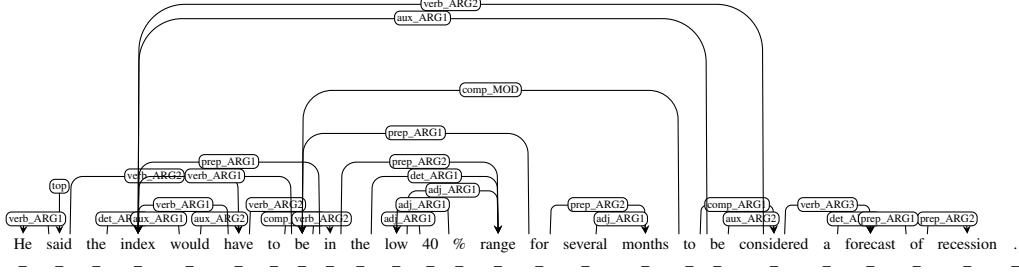 verb_ARG2
aux_ARG1
comp_MOD
prep_ARG1
prep_ARG1 prep_ARG2
verb_ARG2 verb_ARG1 det_ARG1
top adj_ARG1
verb_ARG1 verb_ARG2 adj_ARG1 prep_ARG2 comp_ARG1 verb_ARG3
verb_ARG1 aux_ARG1 aux_ARG2 verb_ARG2 adj_ARG1 adj_ARG1 aux_ARG2 prep_ARG1 prep_ARG2
He said the index would have to be in the low 40 % range for several months to be considered a forecast of recession .
_ _ _ _ _ _ _ _ _ _ _ _ _ _ _ _ _ _ _ _ _ _ _ _ _